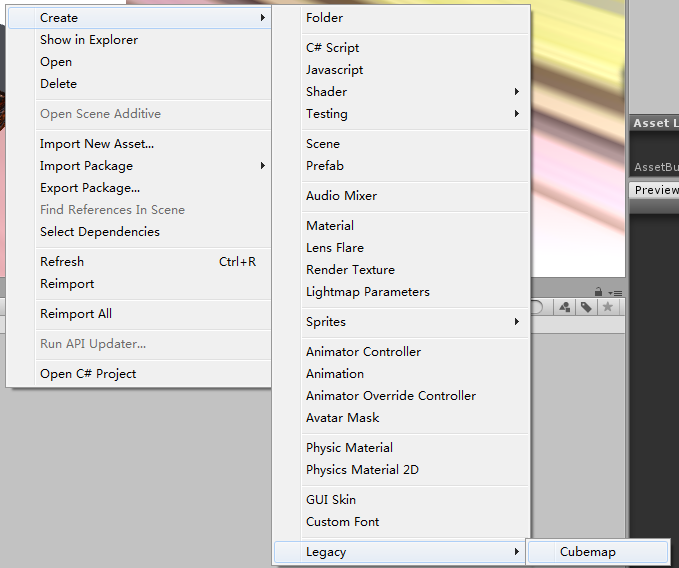 Create
Show in Explorer
Open
Delete
Open Scene Additive
Import New Asset...
Import Package
Export Package...
Find References In Scene
Select Dependencies
Refresh Ctrl+R
Reimport
Reimport All
Run API Updater...
Open C# Project
Folder
C# Script
Javascript
Shader
Testing
Scene
Prefab
Audio Mixer
Material
Lens Flare
Render Texture
Lightmap Parameters
Sprites
Animator Controller
Animation
Animator Override Controller
Avatar Mask
Physic Material
Physics Material 2D
GUI Skin
Custom Font
Legacy
Cubemap
Asset L
AssetBu
Preview